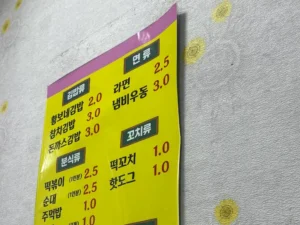 김밥류
황보네김밥 2.0
참치김밥 3.0
돈까스김밥 3.0
분식류
떡볶이 (1인분) 2.5
순대 (1인분) 2.5
주먹밥 1.0
1.0
면 류
라면 2.5
냄비우동 3.0
꼬치류
떡꼬치 1.0
핫도그 1.0